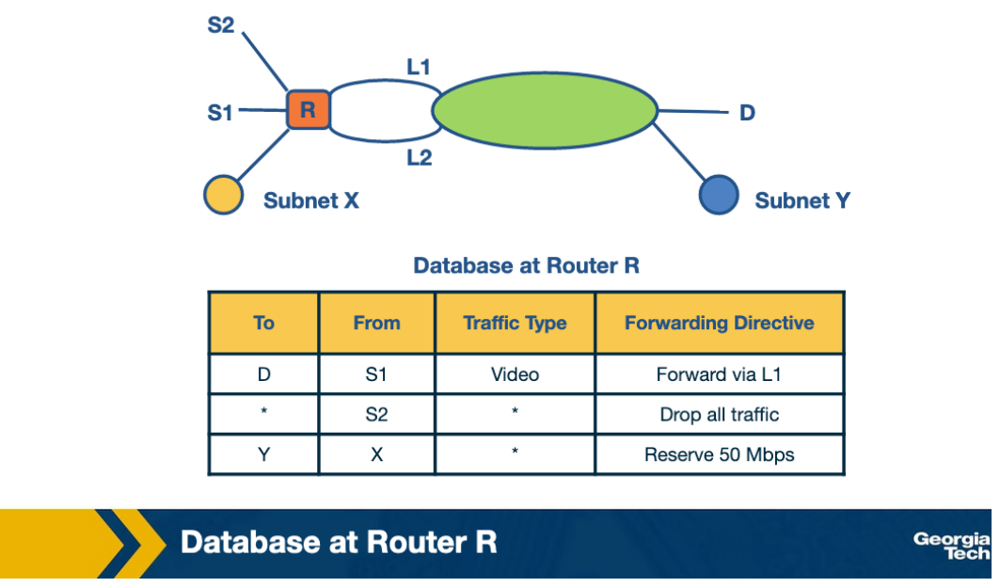 S2
L1
S1
R
D
L2
Subnet X
Subnet Y
Database at Router R
To From Traffic Type Forwarding Directive
D S1 Video Forward via L1
* S2 * Drop all traffic
Y X * Reserve 50 Mbps
Database at Router R
Georgia
Tech